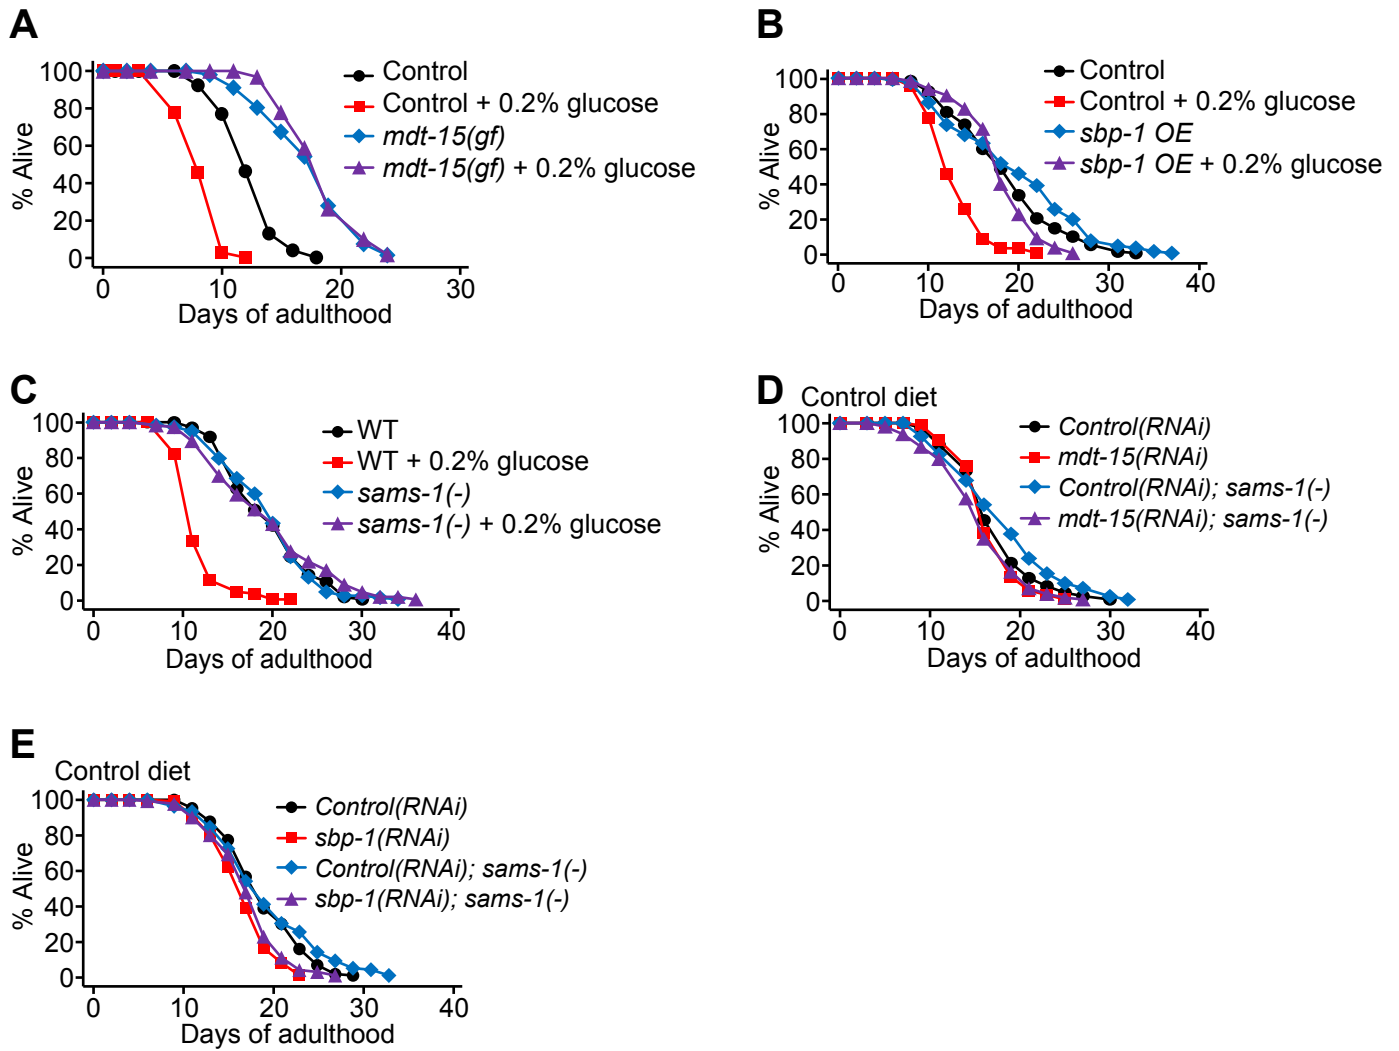 A
100
80
60
40
20
0
% Alive
0 10 20 30
Days of adulthood
Control
Control + 0.2% glucose
mdt-15(gf)
mdt-15(gf) + 0.2% glucose
B
100
80
60
40
20
0
% Alive
0 10 20 30 40
Days of adulthood
Control
Control + 0.2% glucose
sbp-1 OE
sbp-1 OE + 0.2% glucose
C
100
80
60
40
20
0
% Alive
0 10 20 30 40
Days of adulthood
WT
WT + 0.2% glucose
sams-1(-)
sams-1(-) + 0.2% glucose
D
Control diet
100
80
60
40
20
0
% Alive
0 10 20 30 40
Days of adulthood
Control(RNAi)
mdt-15(RNAi)
Control(RNAi); sams-1(-)
mdt-15(RNAi); sams-1(-)
E
Control diet
100
80
60
40
20
0
% Alive
0 10 20 30 40
Days of adulthood
Control(RNAi)
sbp-1(RNAi)
Control(RNAi); sams-1(-)
sbp-1(RNAi); sams-1(-)